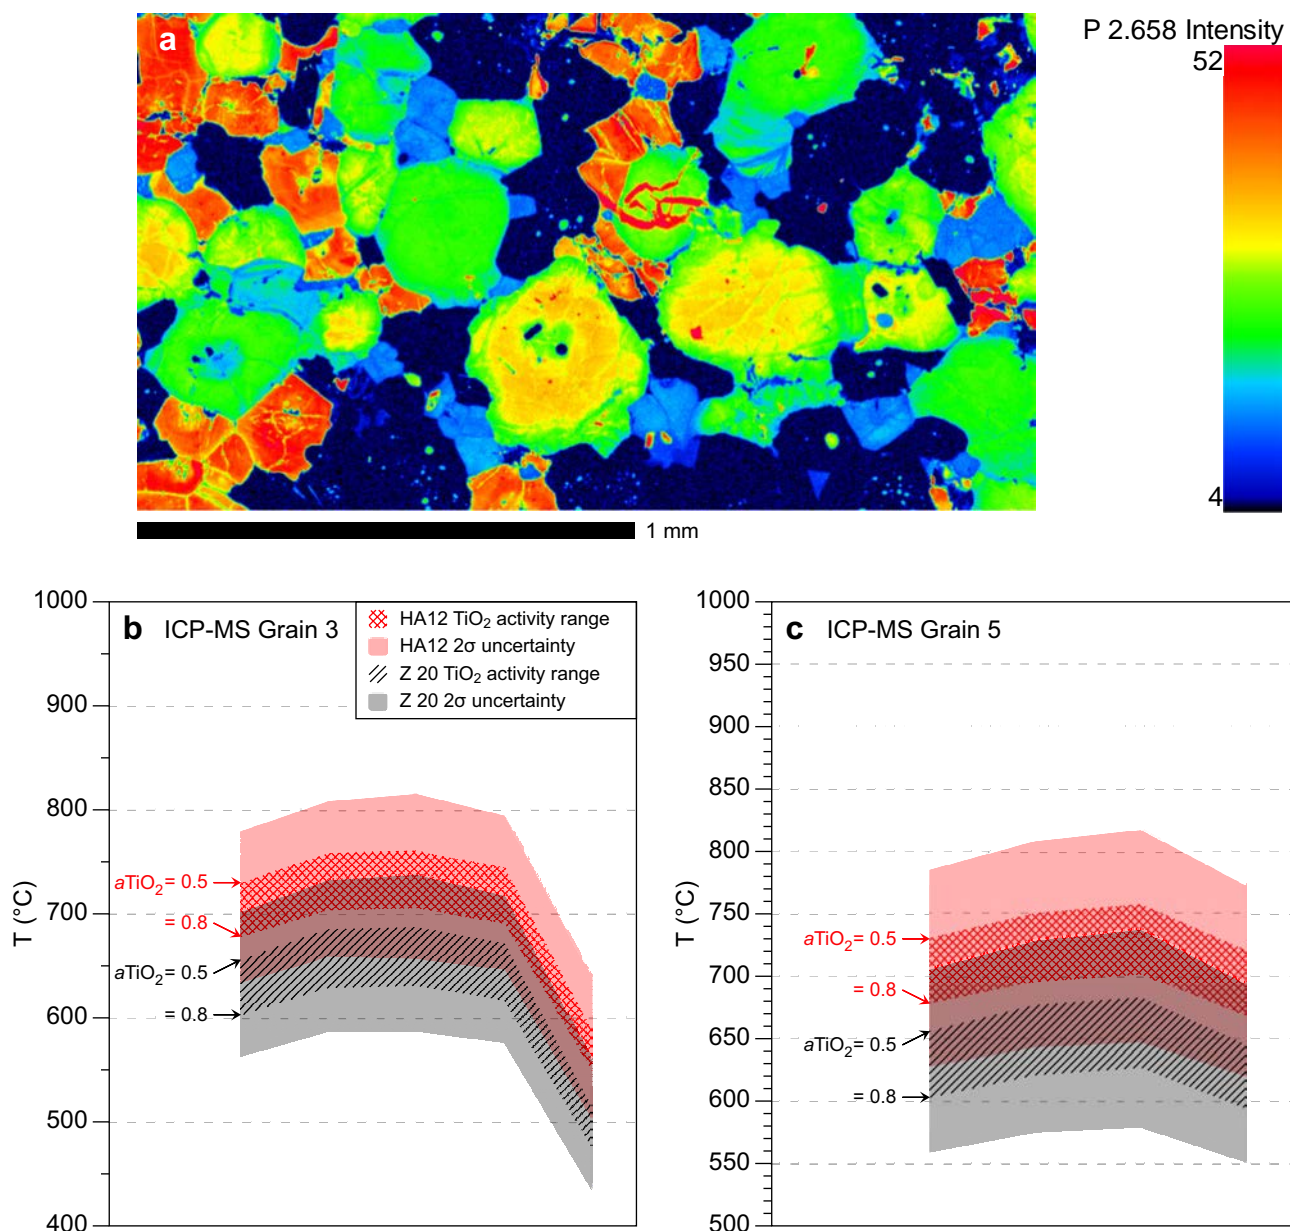 a
P 2.658 Intensity
52
4
1 mm
b ICP-MS Grain 3
HA12 TiO₂ activity range
HA12 2σ uncertainty
Z 20 TiO₂ activity range
Z 20 2σ uncertainty
1000
900
800
700
600
500
400
T (°C)
aTiO₂ = 0.5
= 0.8
aTiO₂ = 0.5
= 0.8
c ICP-MS Grain 5
1000
950
900
850
800
750
700
650
600
550
500
T (°C)
aTiO₂ = 0.5
= 0.8
aTiO₂ = 0.5
= 0.8